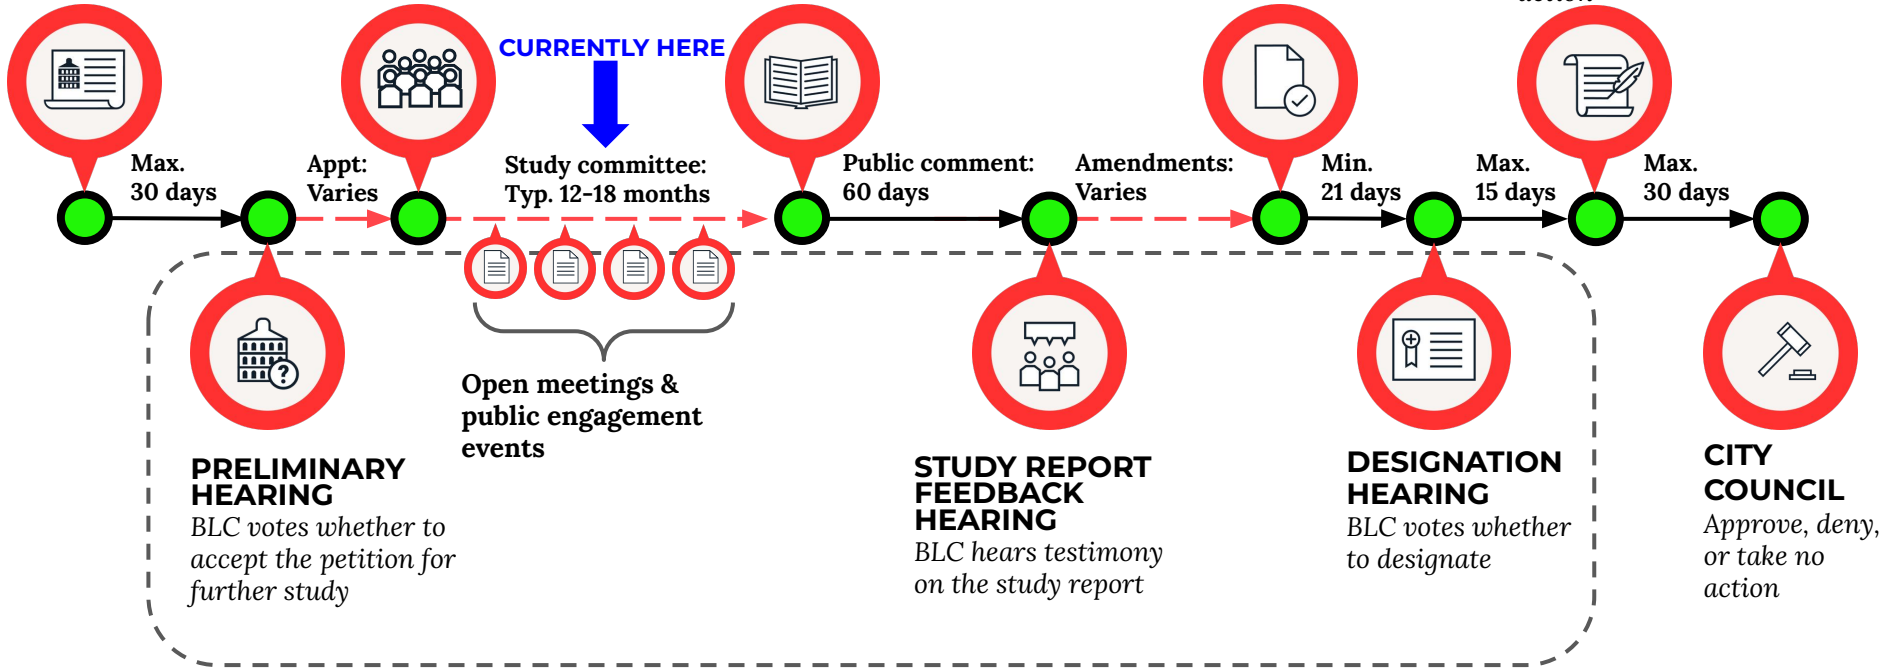 action
CURRENTLY HERE
Max.
30 days
Appt:
Varies
Study committee:
Typ. 12-18 months
Public comment:
60 days
Amendments:
Varies
Min.
21 days
Max.
15 days
Max.
30 days
?
Open meetings &
public engagement
events
PRELIMINARY
HEARING
BLC votes whether to
accept the petition for
further study
STUDY REPORT
FEEDBACK
HEARING
BLC hears testimony
on the study report
DESIGNATION
HEARING
BLC votes whether
to designate
CITY
COUNCIL
Approve, deny,
or take no
action